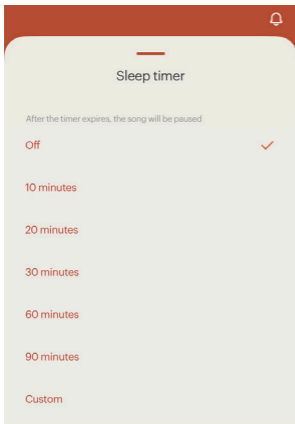 Sleep timer
After the timer expires, the song will be paused
Off
10 minutes
20 minutes
30 minutes
60 minutes
90 minutes
Custom